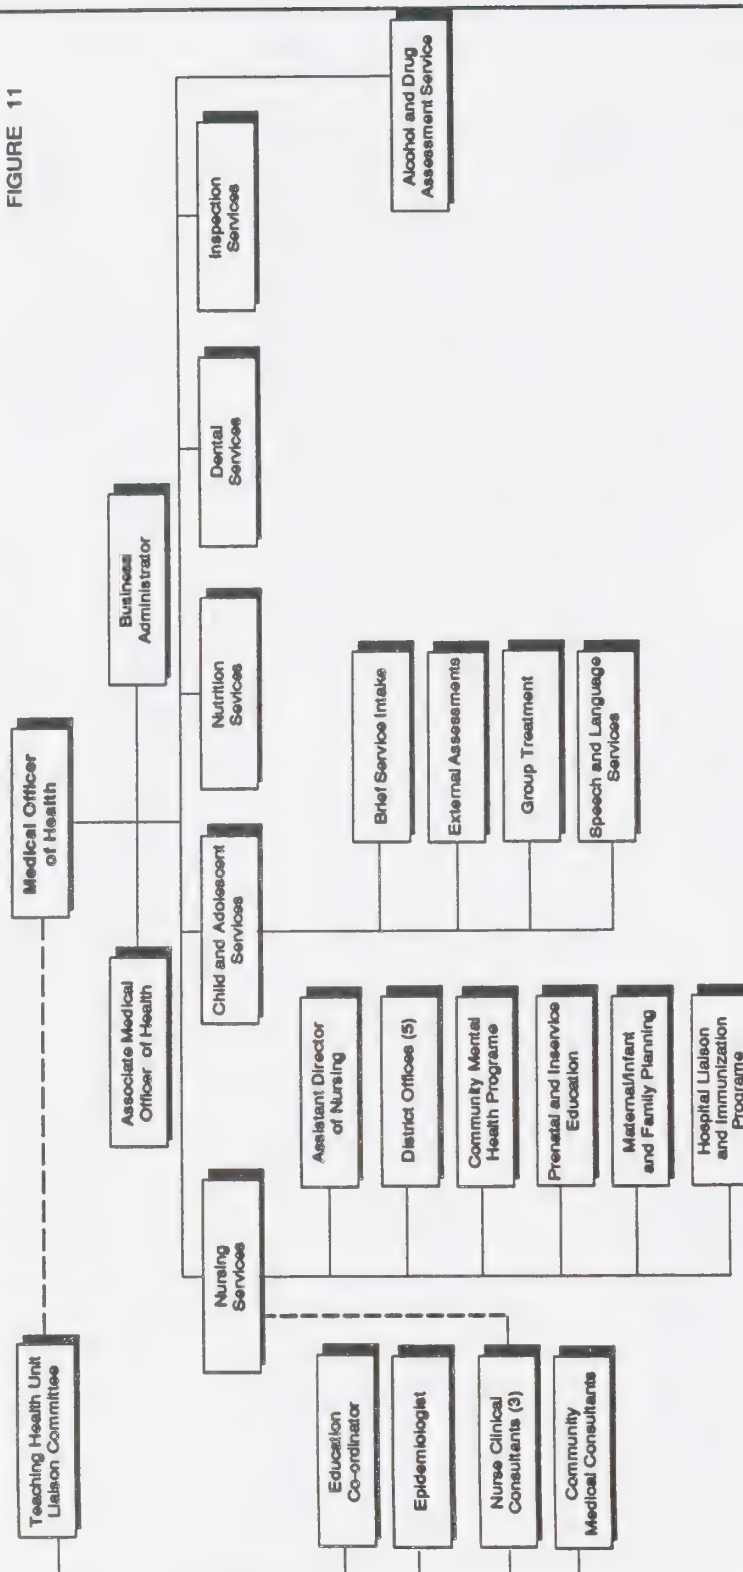 FIGURE 11
Medical Officer
of Health
Teaching Health Unit
Liaison Committee
Associate Medical
Officer of Health
Business
Administrator
Nursing
Services
Child and Adolescent
Services
Nutrition
Sevices
Dental
Services
Inspection
Services
Alcohol and Drug
Assessment Service
Education
Co-ordinator
Epidemiologist
Nurse Clinical
Consultants (3)
Community
Medical Consultants
Assistant Director
of Nursing
District Offices (5)
Community Mental
Health Programe
Prenatal and Inservice
Education
Maternal/Infant
and Family Planning
Hospital Liaison
and Immunization
Programe
Brief Service Intake
External Assessments
Group Treatment
Speech and Language
Services